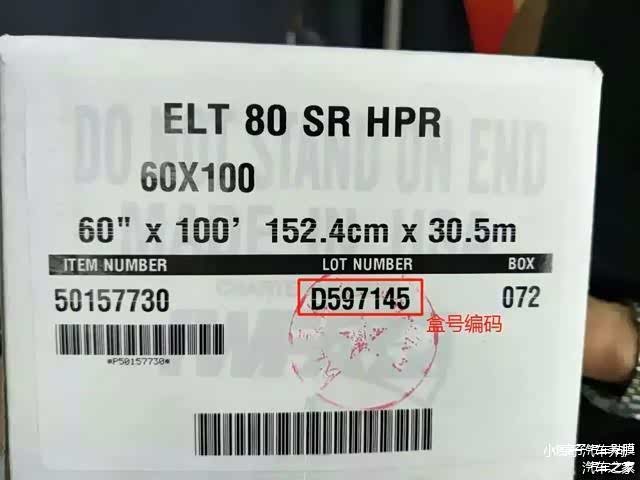 ELT 80 SR HPR
60X100
60" x 100' 152.4cm x 30.5m
ITEM NUMBER LOT NUMBER BOX
50157730 D597145 072
盒号编码
*P50157730*
DO NOT STAND ON END
汽车之家